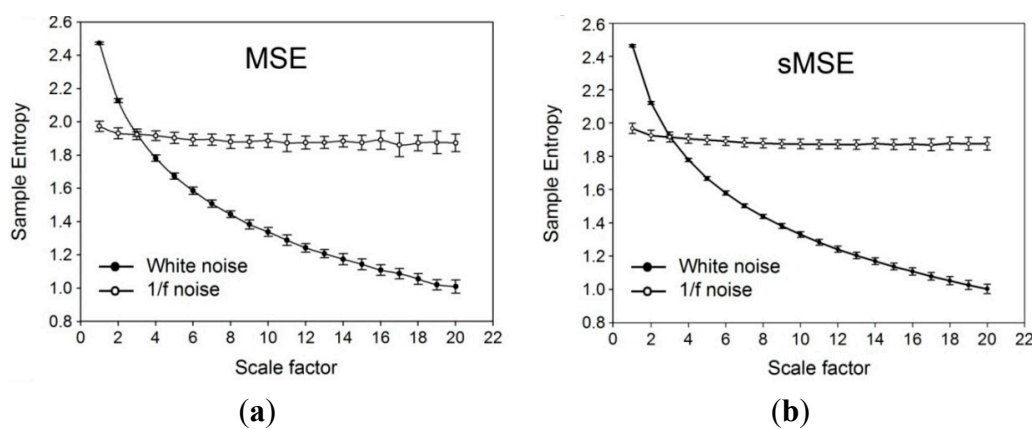 MSE
Sample Entropy
2.6
2.4
2.2
2.0
1.8
1.6
1.4
1.2
1.0
0.8
White noise
1/f noise
0 2 4 6 8 10 12 14 16 18 20 22
Scale factor
(a)
sMSE
Sample Entropy
2.6
2.4
2.2
2.0
1.8
1.6
1.4
1.2
1.0
0.8
White noise
1/f noise
0 2 4 6 8 10 12 14 16 18 20 22
Scale factor
(b)